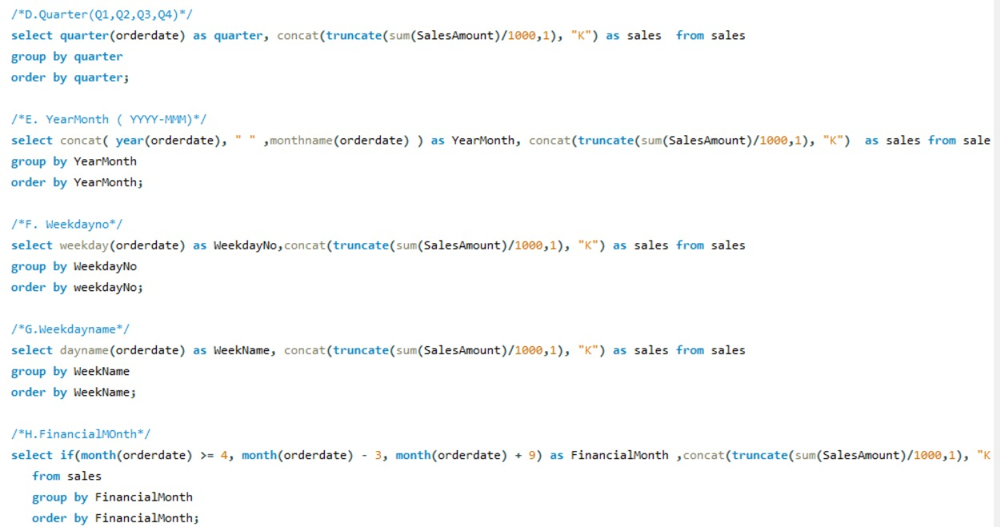 /*D.Quarter(Q1,Q2,Q3,Q4)*/
select quarter(orderdate) as quarter, concat(truncate(sum(SalesAmount)/1000,1), "K") as sales  from sales
group by quarter
order by quarter;
/*E. YearMonth ( YYYY-MMM)*/
select concat( year(orderdate), " " ,monthname(orderdate) ) as YearMonth, concat(truncate(sum(SalesAmount)/1000,1), "K")  as sales from sale
group by YearMonth
order by YearMonth;
/*F. Weekdayno*/
select weekday(orderdate) as WeekdayNo,concat(truncate(sum(SalesAmount)/1000,1), "K") as sales from sales
group by WeekdayNo
order by weekdayNo;
/*G.Weekdayname*/
select dayname(orderdate) as WeekName, concat(truncate(sum(SalesAmount)/1000,1), "K") as sales from sales
group by WeekName
order by WeekName;
/*H.FinancialMOnth*/
select if(month(orderdate) >= 4, month(orderdate) - 3, month(orderdate) + 9) as FinancialMonth ,concat(truncate(sum(SalesAmount)/1000,1), "K
from sales
group by FinancialMonth
order by FinancialMonth;